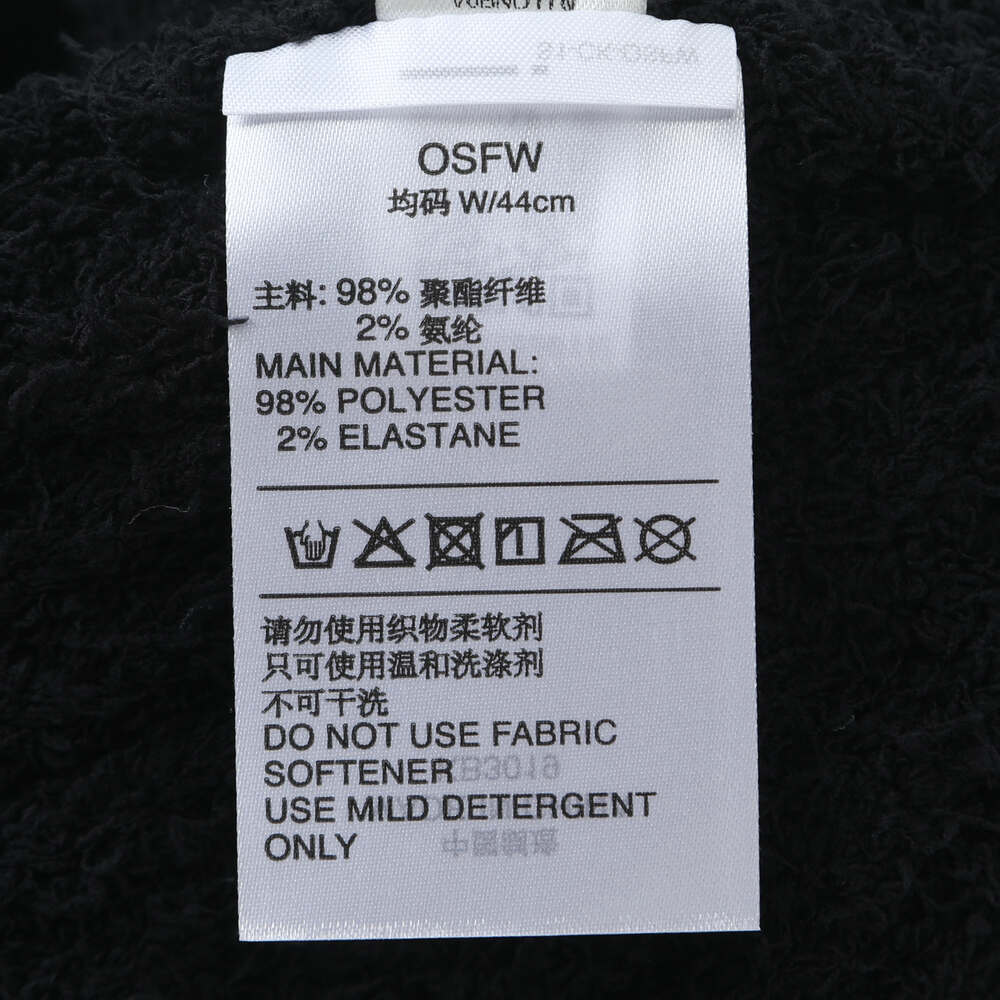 OSFW
均码 W/44cm
主料: 98% 聚酯纤维
2% 氨纶
MAIN MATERIAL:
98% POLYESTER
2% ELASTANE
请勿使用织物柔软剂
只可使用温和洗涤剂
不可干洗
DO NOT USE FABRIC
SOFTENER
USE MILD DETERGENT
ONLY